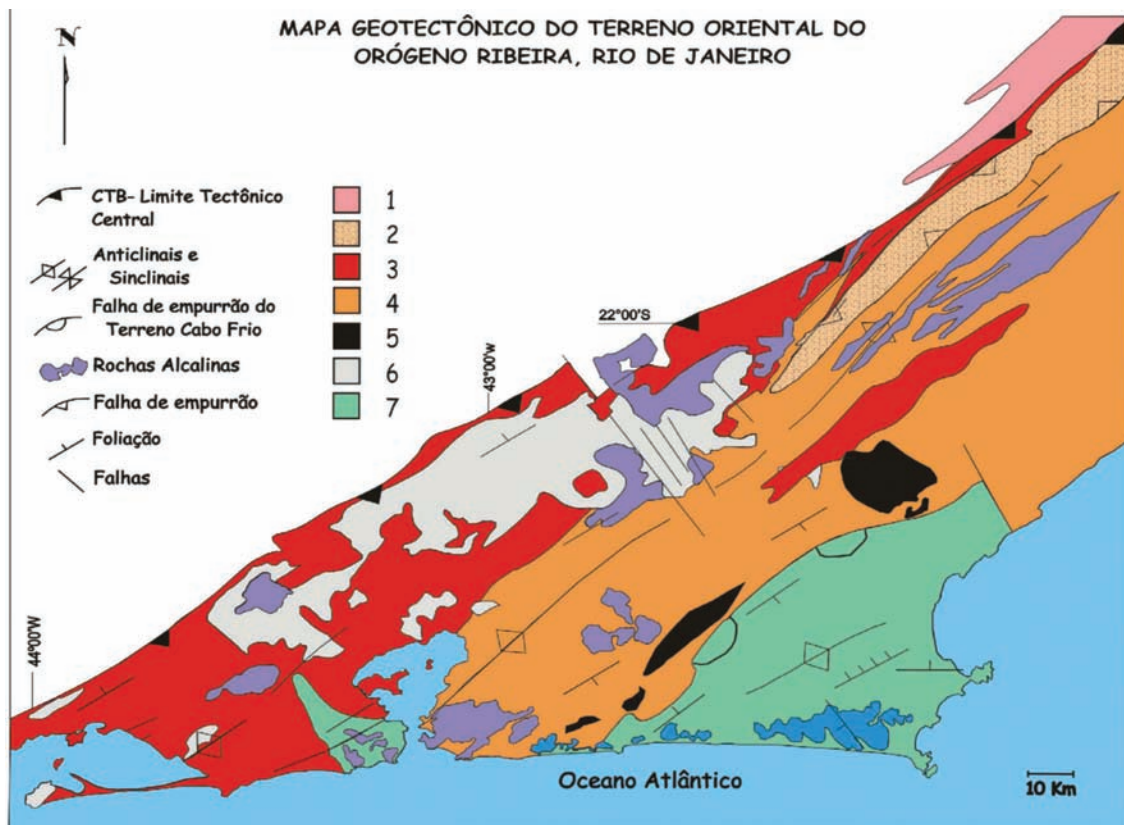 MAPA GEOTECTÔNICO DO TERRENO ORIENTAL DO
ORÓGENO RIBEIRA, RIO DE JANEIRO
N
CTB- Limite Tectônico
Central
Anticlinais e
Sinclinais
Falha de empurrão do
Terreno Cabo Frio
Rochas Alcalinas
Falha de empurrão
Foliação
Falhas
1
2
3
4
5
6
7
22°00'S
43°00'w
44°00'W
Oceano Atlântico
10 Km